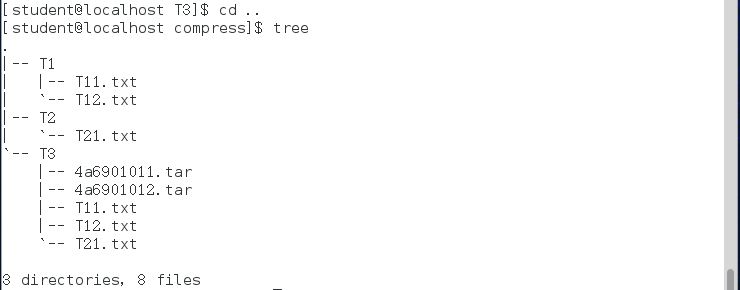 [student@localhost T3]$ cd ..
[student@localhost compress]$ tree
.
|-- T1
|   |-- T11.txt
|   `-- T12.txt
|-- T2
|   `-- T21.txt
`-- T3
    |-- 4a6901011.tar
    |-- 4a6901012.tar
    |-- T11.txt
    |-- T12.txt
    `-- T21.txt

3 directories, 8 files